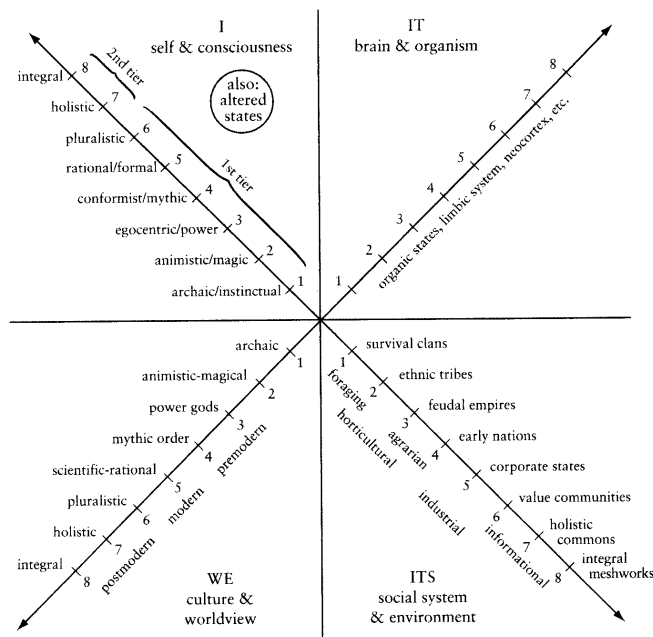 I
self & consciousness
IT
brain & organism
also:
altered
states
2nd tier
1st tier
integral 8
holistic 7
pluralistic 6
rational/formal 5
conformist/mythic 4
egocentric/power 3
animistic/magic 2
archaic/instinctual 1
8
7
6
5
4
3
2
1
organic states, limbic system, neocortex, etc.
archaic 1
animistic-magical 2
power gods 3
mythic order 4
scientific-rational 5
pluralistic 6
holistic 7
integral 8
premodern
modern
postmodern
WE
culture &
worldview
1 survival clans
2 ethnic tribes
3 feudal empires
4 early nations
5 corporate states
6 value communities
7 holistic
commons
8 integral
meshworks
foraging
horticultural
agrarian
industrial
informational
ITS
social system
& environment